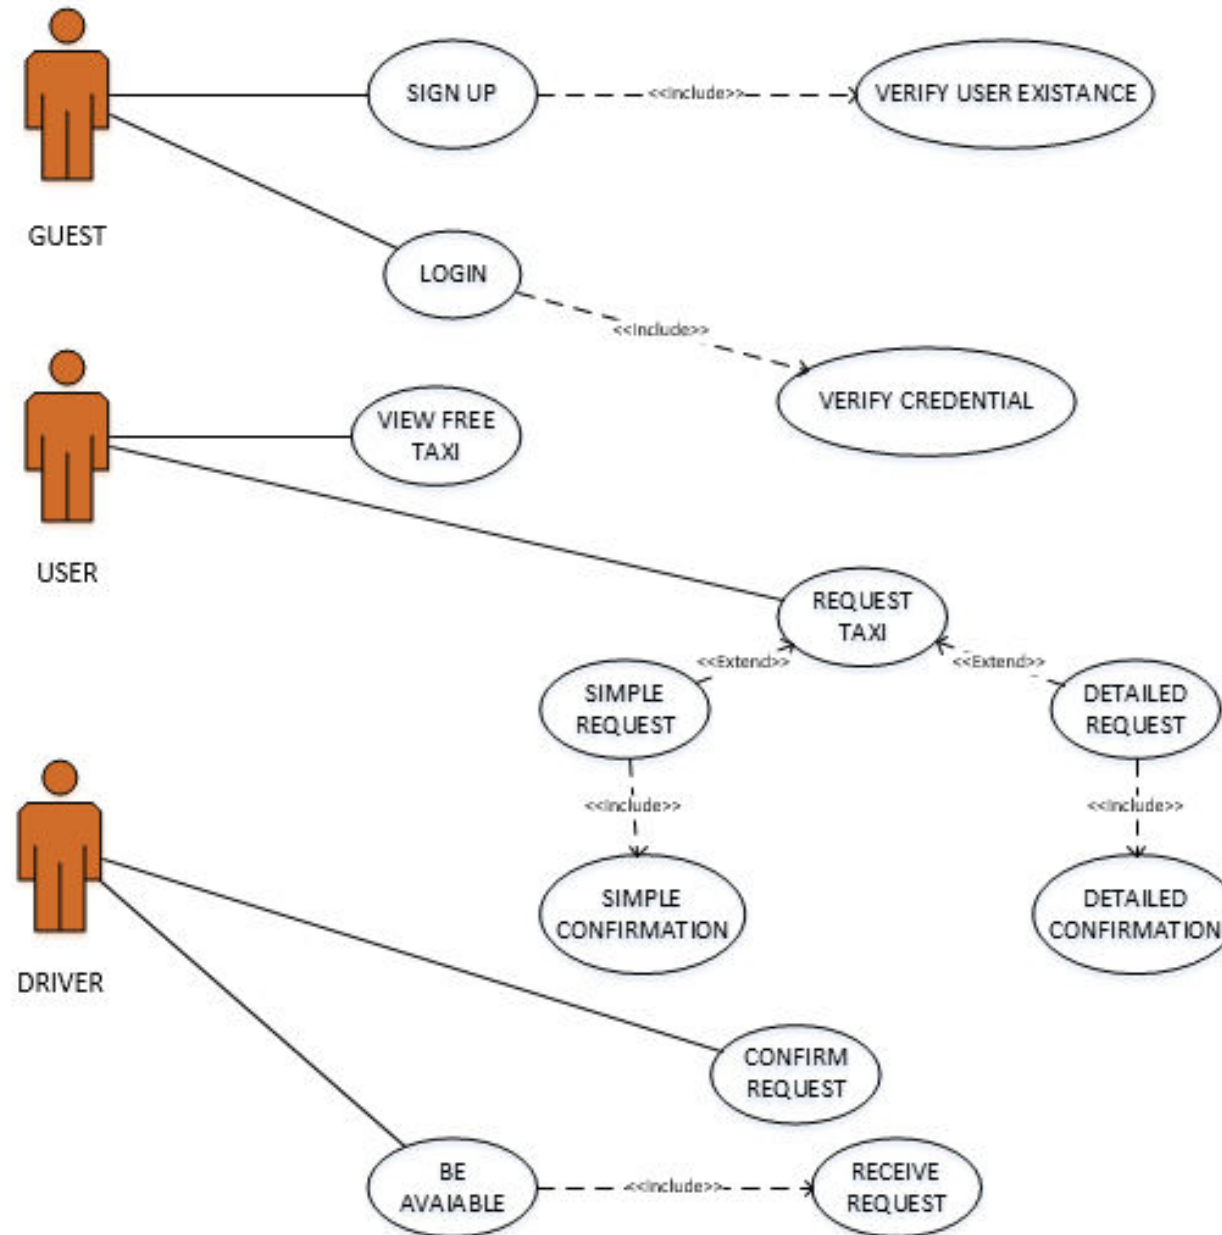 SIGN UP
<<Include>>
VERIFY USER EXISTANCE
GUEST
LOGIN
<<Include>>
VERIFY CREDENTIAL
VIEW FREE
TAXI
USER
REQUEST
TAXI
<<Extend>>
<<Extend>>
SIMPLE
REQUEST
DETAILED
REQUEST
<<Include>>
<<Include>>
SIMPLE
CONFIRMATION
DETAILED
CONFIRMATION
DRIVER
CONFIRM
REQUEST
BE
AVAIABLE
<<Include>>
RECEIVE
REQUEST